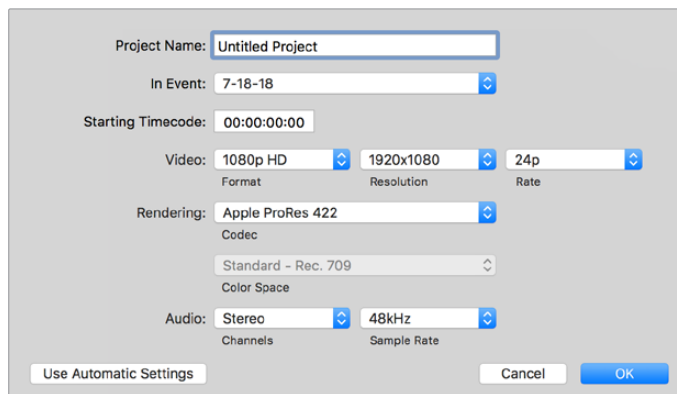 Project Name: Untitled Project
In Event: 7-18-18
Starting Timecode: 00:00:00:00
Video: 1080p HD 1920x1080 24p
Format Resolution Rate
Rendering: Apple ProRes 422
Codec
Standard - Rec. 709
Color Space
Audio: Stereo 48kHz
Channels Sample Rate
Use Automatic Settings Cancel OK